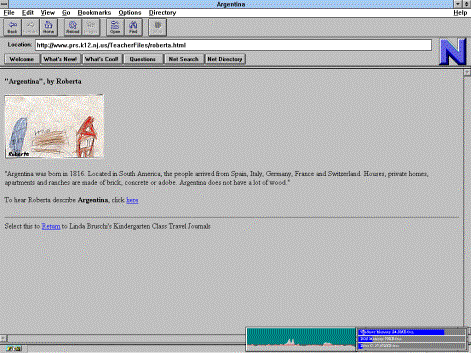 Argentina
File Edit View Go Bookmarks Options Directory Help
Back Home Reload Open Find
Location: http://www.prs.k12.nj.us/TeacherFiles/roberta.html
Welcome What's New! What's Cool! Questions Net Search Net Directory
N
"Argentina", by Roberta
Roberta
"Argentina was born in 1816. Located in South America, the people arrived from Spain, Italy, Germany, France and Switzerland. Houses, private homes,
apartments and ranches are made of brick, concrete or adobe. Argentina does not have a lot of wood."
To hear Roberta describe Argentina, click here
Select this to Return to Linda Bruschi's Kindergarten Class Travel Journals